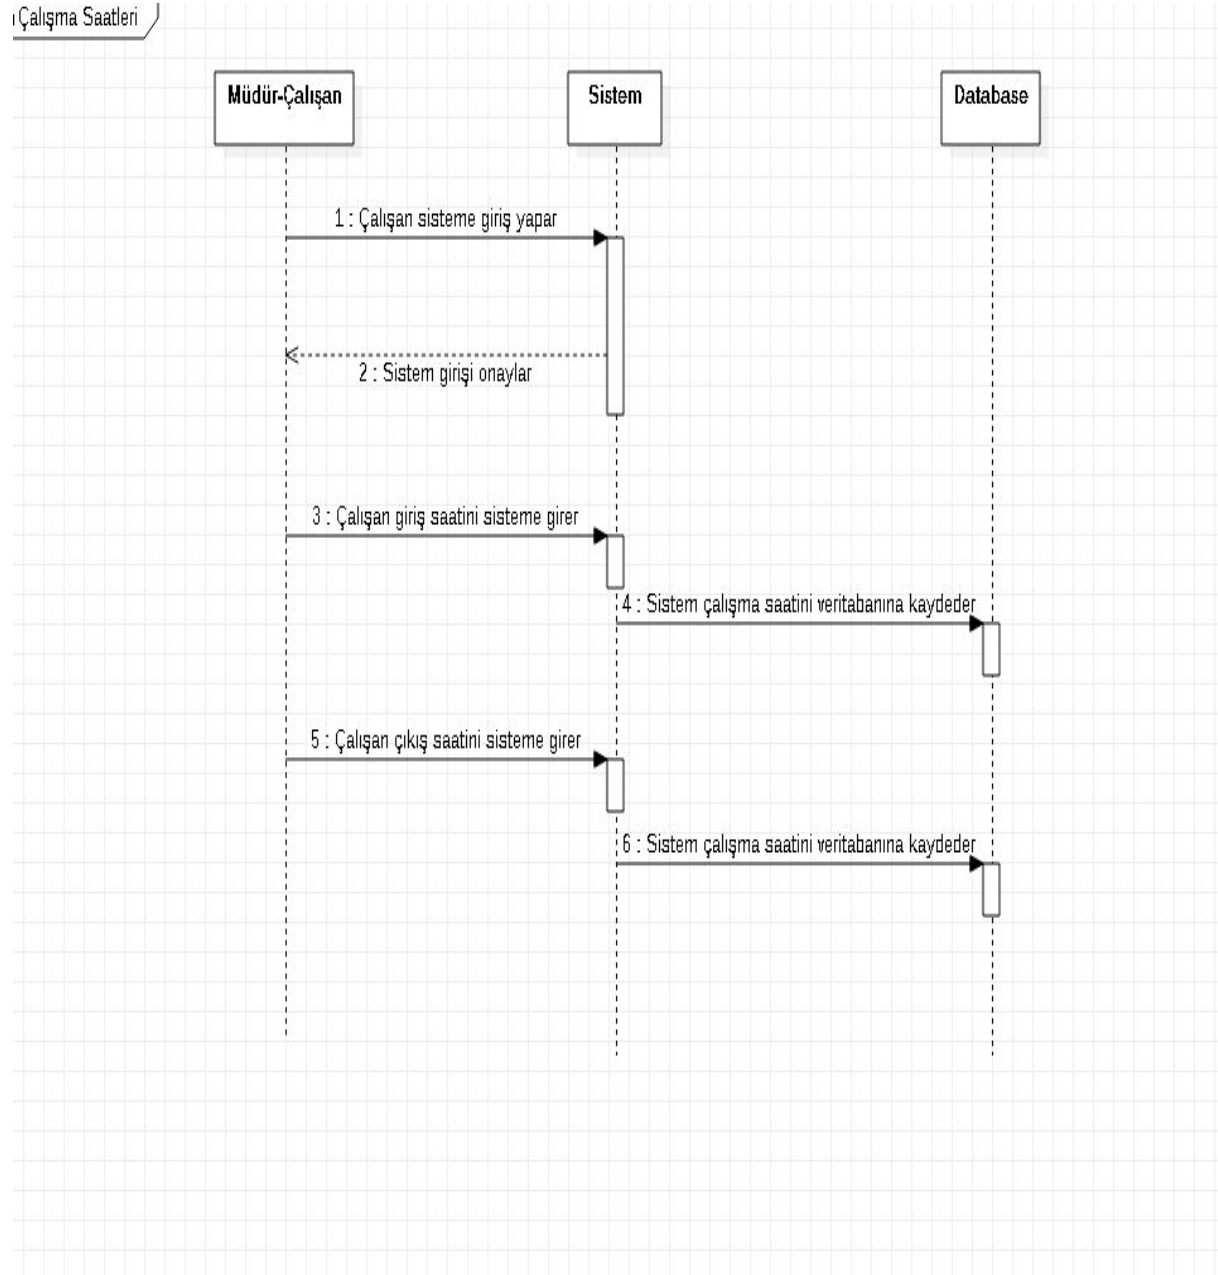 Çalışma Saatleri
Müdür-Çalışan
Sistem
Database
1 : Çalışan sisteme giriş yapar
2 : Sistem girişi onaylar
3 : Çalışan giriş saatini sisteme girer
4 : Sistem çalışma saatini veritabanına kaydeder
5 : Çalışan çıkış saatini sisteme girer
6 : Sistem çalışma saatini veritabanına kaydeder